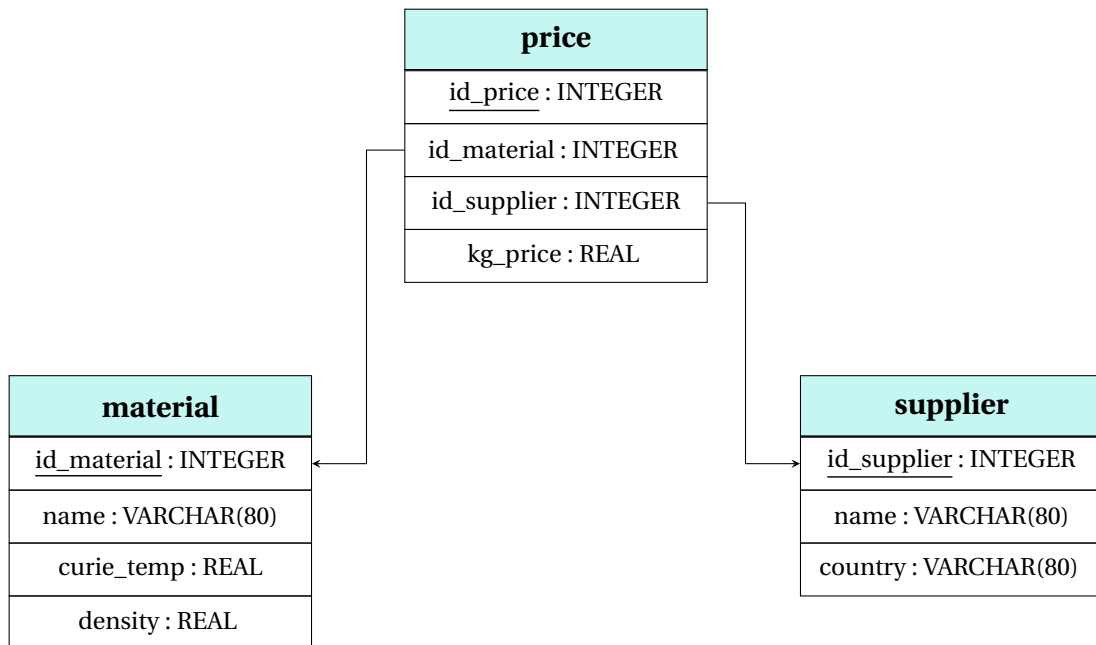 price
id_price : INTEGER
id_material : INTEGER
id_supplier : INTEGER
kg_price : REAL
material
id_material : INTEGER
name : VARCHAR(80)
curie_temp : REAL
density : REAL
supplier
id_supplier : INTEGER
name : VARCHAR(80)
country : VARCHAR(80)